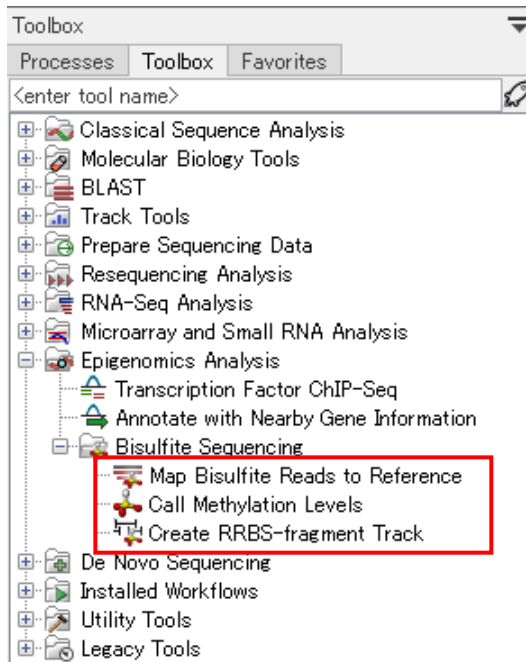 Toolbox
Processes Toolbox Favorites
<enter tool name>
Classical Sequence Analysis
Molecular Biology Tools
BLAST
Track Tools
Prepare Sequencing Data
Resequencing Analysis
RNA-Seq Analysis
Microarray and Small RNA Analysis
Epigenomics Analysis
Transcription Factor ChIP-Seq
Annotate with Nearby Gene Information
Bisulfite Sequencing
Map Bisulfite Reads to Reference
Call Methylation Levels
Create RRBS-fragment Track
De Novo Sequencing
Installed Workflows
Utility Tools
Legacy Tools